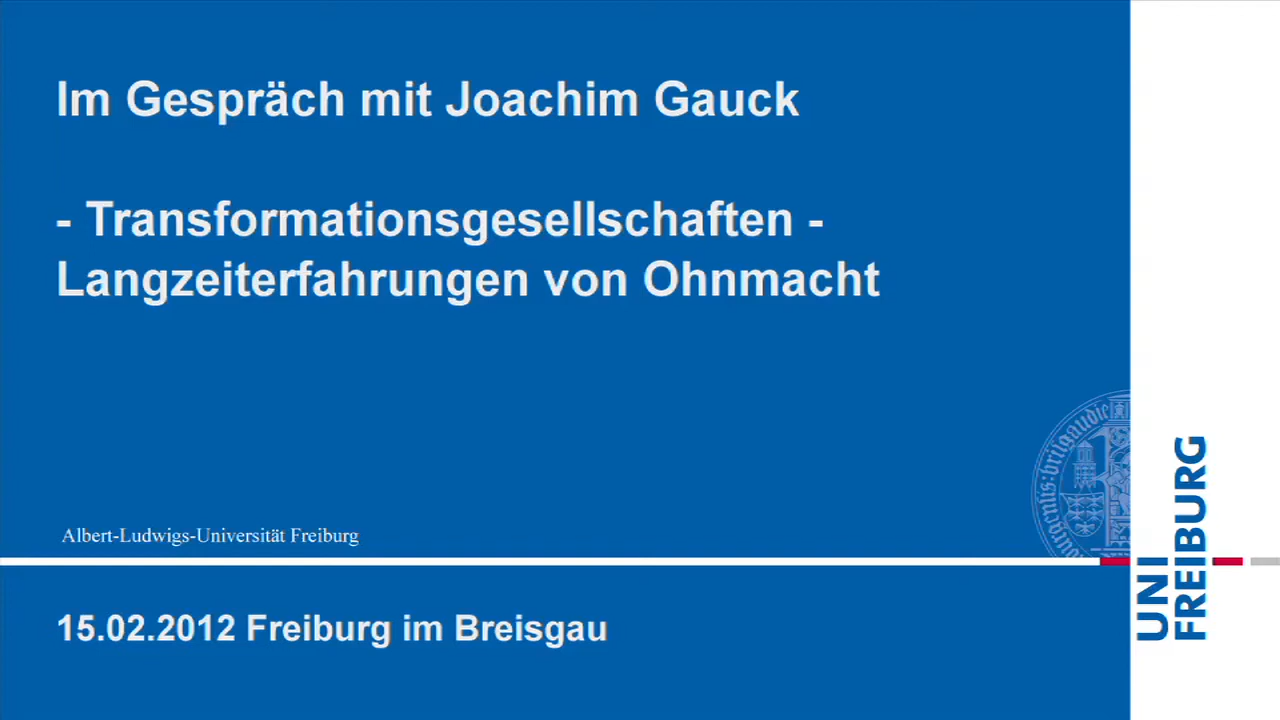 Im Gespräch mit Joachim Gauck
- Transformationsgesellschaften -
Langzeiterfahrungen von Ohnmacht
Albert-Ludwigs-Universität Freiburg
15.02.2012 Freiburg im Breisgau
UNI
FREIBURG